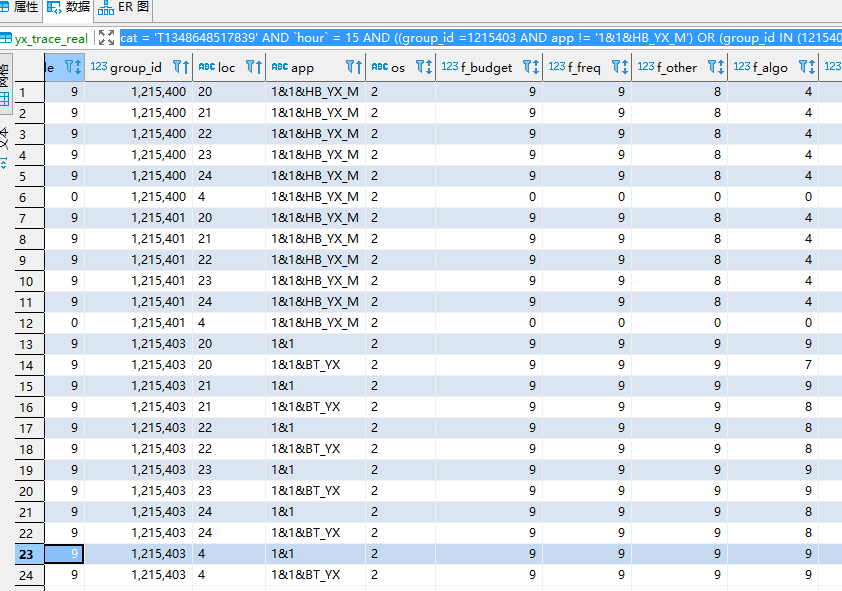 属性 数据 ER 图
yx_trace_real cat = 'T1348648517839' AND `hour` = 15 AND ((group_id =1215403 AND app != '1&1&HB_YX_M') OR (group_id IN (121540
le 123 group_id ABC loc ABC app ABC os 123 f_budget 123 f_freq 123 f_other 123 f_algo 123
1 9 1,215,400 20 1&1&HB_YX_M 2 9 9 8 4
2 9 1,215,400 21 1&1&HB_YX_M 2 9 9 8 4
3 9 1,215,400 22 1&1&HB_YX_M 2 9 9 8 4
4 9 1,215,400 23 1&1&HB_YX_M 2 9 9 8 4
5 9 1,215,400 24 1&1&HB_YX_M 2 9 9 8 4
6 0 1,215,400 4 1&1&HB_YX_M 2 0 0 0 0
7 9 1,215,401 20 1&1&HB_YX_M 2 9 9 8 4
8 9 1,215,401 21 1&1&HB_YX_M 2 9 9 8 4
9 9 1,215,401 22 1&1&HB_YX_M 2 9 9 8 4
10 9 1,215,401 23 1&1&HB_YX_M 2 9 9 8 4
11 9 1,215,401 24 1&1&HB_YX_M 2 9 9 8 4
12 0 1,215,401 4 1&1&HB_YX_M 2 0 0 0 0
13 9 1,215,403 20 1&1 2 9 9 9 9
14 9 1,215,403 20 1&1&BT_YX 2 9 9 9 7
15 9 1,215,403 21 1&1 2 9 9 9 9
16 9 1,215,403 21 1&1&BT_YX 2 9 9 9 8
17 9 1,215,403 22 1&1 2 9 9 9 8
18 9 1,215,403 22 1&1&BT_YX 2 9 9 9 8
19 9 1,215,403 23 1&1 2 9 9 9 9
20 9 1,215,403 23 1&1&BT_YX 2 9 9 9 9
21 9 1,215,403 24 1&1 2 9 9 9 8
22 9 1,215,403 24 1&1&BT_YX 2 9 9 9 8
23 9 1,215,403 4 1&1 2 9 9 9 9
24 9 1,215,403 4 1&1&BT_YX 2 9 9 9 9
网格
文本